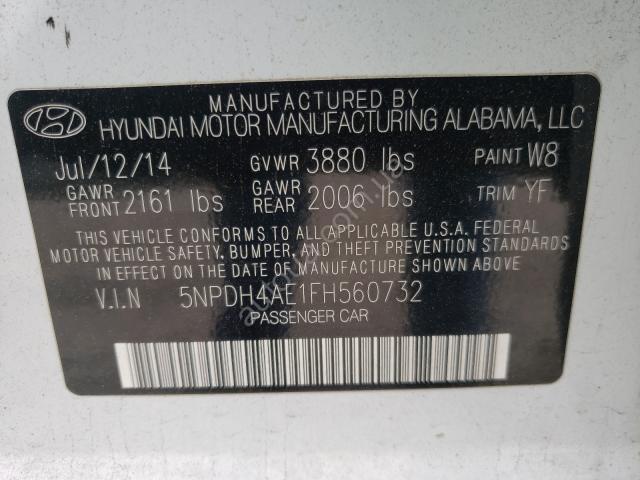 MANUFACTURED BY
HYUNDAI MOTOR MANUFACTURING ALABAMA, LLC
Jul/12/14 GVWR 3880 lbs PAINT W8
GAWR FRONT 2161 lbs GAWR REAR 2006 lbs TRIM YF
THIS VEHICLE CONFORMS TO ALL APPLICABLE U.S.A. FEDERAL
MOTOR VEHICLE SAFETY, BUMPER, AND THEFT PREVENTION STANDARDS
IN EFFECT ON THE DATE OF MANUFACTURE SHOWN ABOVE.
V.I.N 5NPDH4AE1FH560732
PASSENGER CAR